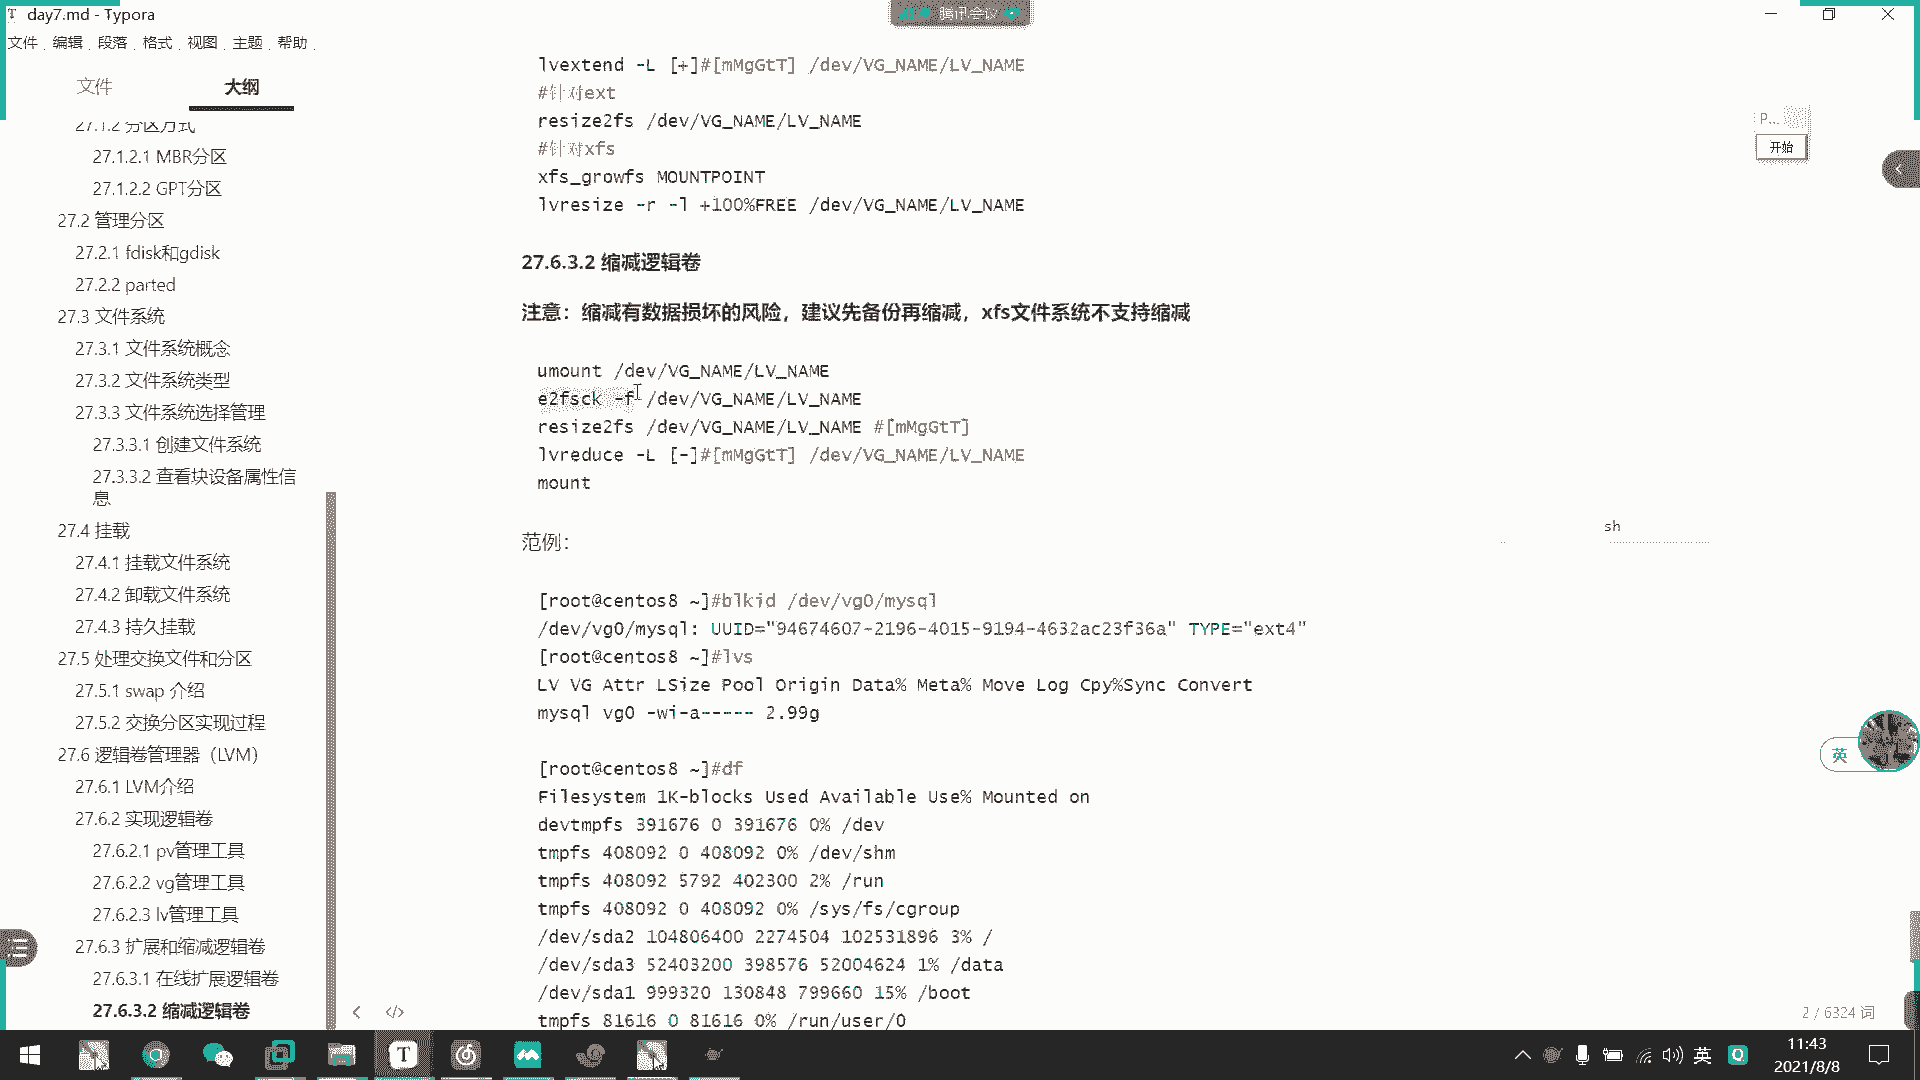 day7.md - Typora
腾讯会议
文件 编辑 段落 格式 视图 主题 帮助
文件 大纲
27.1.2 分区方式
27.1.2.1 MBR分区
27.1.2.2 GPT分区
27.2 管理分区
27.2.1 fdisk和gdisk
27.2.2 parted
27.3 文件系统
27.3.1 文件系统概念
27.3.2 文件系统类型
27.3.3 文件系统选择管理
27.3.3.1 创建文件系统
27.3.3.2 查看块设备属性信
息
27.4 挂载
27.4.1 挂载文件系统
27.4.2 卸载文件系统
27.4.3 持久挂载
27.5 处理交换文件和分区
27.5.1 swap 介绍
27.5.2 交换分区实现过程
27.6 逻辑卷管理器（LVM）
27.6.1 LVM介绍
27.6.2 实现逻辑卷
27.6.2.1 pv管理工具
27.6.2.2 vg管理工具
27.6.2.3 lv管理工具
27.6.3 扩展和缩减逻辑卷
27.6.3.1 在线扩展逻辑卷
27.6.3.2 缩减逻辑卷
lvextend -L [+]#[mMgGtT] /dev/VG_NAME/LV_NAME
#针对ext
resize2fs /dev/VG_NAME/LV_NAME
#针对xfs
xfs_growfs MOUNTPOINT
lvresize -r -l +100%FREE /dev/VG_NAME/LV_NAME
27.6.3.2 缩减逻辑卷
注意：缩减有数据损坏的风险，建议先备份再缩减，xfs文件系统不支持缩减
umount /dev/VG_NAME/LV_NAME
e2fsck -f /dev/VG_NAME/LV_NAME
resize2fs /dev/VG_NAME/LV_NAME #[mMgGtT]
lvreduce -L [-]#[mMgGtT] /dev/VG_NAME/LV_NAME
mount
范例：
[root@centos8 ~]#blkid /dev/vg0/mysql
/dev/vg0/mysql: UUID="94674607-2196-4015-9194-4632ac23f36a" TYPE="ext4"
[root@centos8 ~]#lvs
LV VG Attr LSize Pool Origin Data% Meta% Move Log Cpy%Sync Convert
mysql vg0 -wi-a----- 2.99g
[root@centos8 ~]#df
Filesystem 1K-blocks Used Available Use% Mounted on
devtmpfs 391676 0 391676 0% /dev
tmpfs 408092 0 408092 0% /dev/shm
tmpfs 408092 5792 402300 2% /run
tmpfs 408092 0 408092 0% /sys/fs/cgroup
/dev/sda2 104806400 2274504 102531896 3% /
/dev/sda3 52403200 398576 52004624 1% /data
/dev/sda1 999320 130848 799660 15% /boot
tmpfs 81616 0 81616 0% /run/user/0
P...
开始
sh
英
2 / 6324 词
英
11:43
2021/8/8